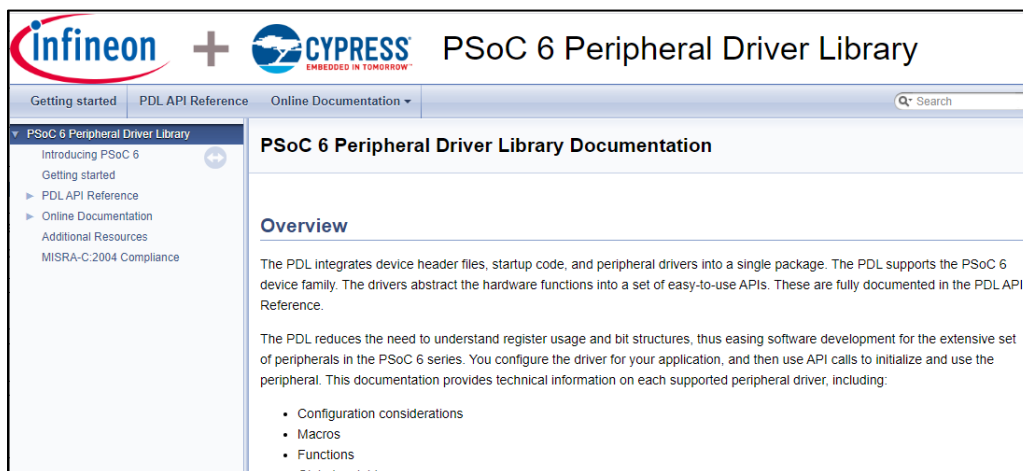 infineon + CYPRESS PSoC 6 Peripheral Driver Library
EMBEDDED IN TOMORROW™
Getting started PDL API Reference Online Documentation Search
PSoC 6 Peripheral Driver Library
Introducing PSoC 6
Getting started
PDL API Reference
Online Documentation
Additional Resources
MISRA-C:2004 Compliance
PSoC 6 Peripheral Driver Library Documentation
Overview
The PDL integrates device header files, startup code, and peripheral drivers into a single package. The PDL supports the PSoC 6
device family. The drivers abstract the hardware functions into a set of easy-to-use APIs. These are fully documented in the PDL API
Reference.
The PDL reduces the need to understand register usage and bit structures, thus easing software development for the extensive set
of peripherals in the PSoC 6 series. You configure the driver for your application, and then use API calls to initialize and use the
peripheral. This documentation provides technical information on each supported peripheral driver, including:
• Configuration considerations
• Macros
• Functions